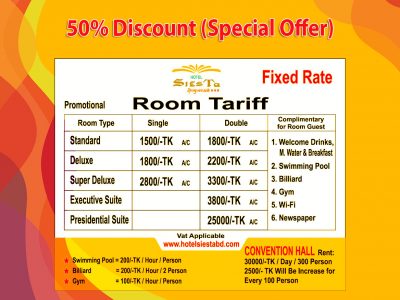 50% Discount (Special Offer)
HOTEL
SiesTa
Fixed Rate
Promotional
Room Tariff
Room Type Single Double Complimentary for Room Guest
Standard 1500/-TK A/C 1800/-TK A/C
Deluxe 1800/-TK A/C 2200/-TK A/C
Super Deluxe 2800/-TK A/C 3300/-TK A/C
Executive Suite 3800/-TK A/C
Presidential Suite 25000/-TK A/C
1. Welcome Drinks,
M. Water & Breakfast
2. Swimming Pool
3. Billiard
4. Gym
5. Wi-Fi
6. Newspaper
Vat Applicable
www.hotelsiestabd.com
★ Swimming Pool = 200/-TK / Hour / Person
★ Billiard = 200/-TK / Hour / 2 Person
★ Gym = 100/-TK / Hour / Person
CONVENTION HALL Rent:
30000/-TK / Day / 300 Person
2500/- TK Will Be Increase for
Every 100 Person